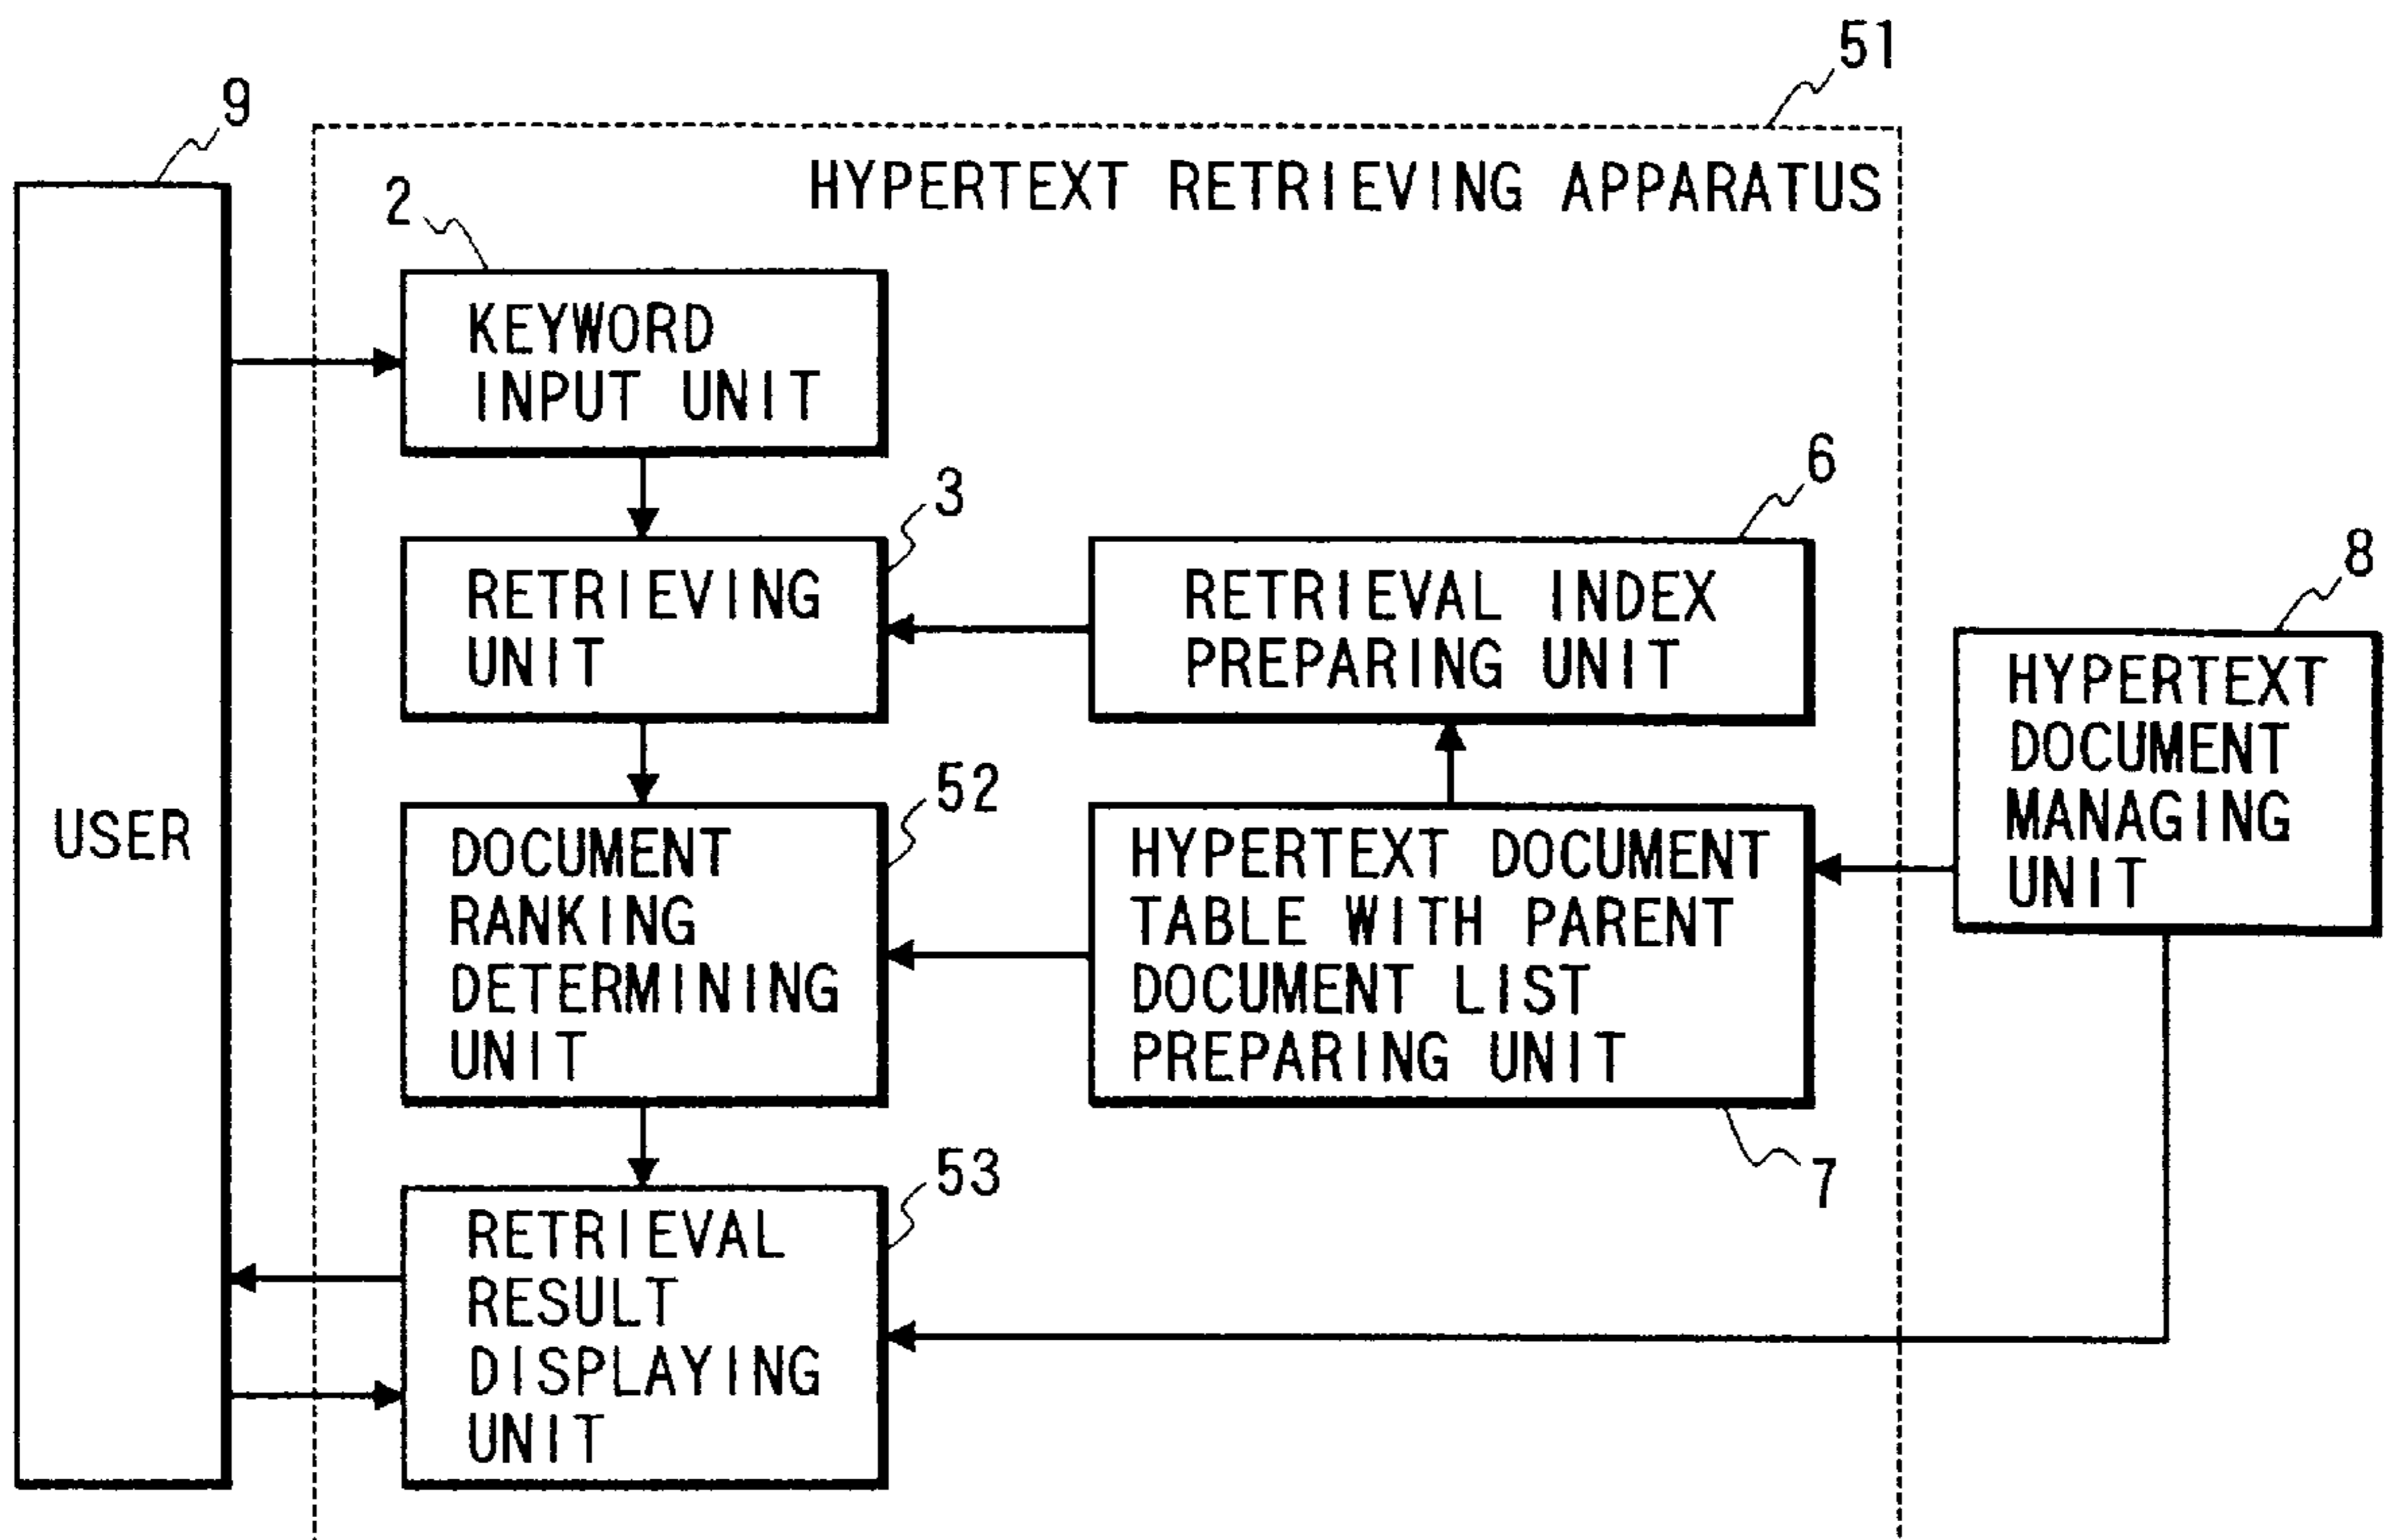 51
9
HYPERTEXT RETRIEVING APPARATUS
2
KEYWORD
INPUT UNIT
3
RETRIEVING
UNIT
6
RETRIEVAL INDEX
PREPARING UNIT
8
HYPERTEXT
DOCUMENT
MANAGING
UNIT
USER
52
DOCUMENT
RANKING
DETERMINING
UNIT
HYPERTEXT DOCUMENT
TABLE WITH PARENT
DOCUMENT LIST
PREPARING UNIT
7
53
RETRIEVAL
RESULT
DISPLAYING
UNIT